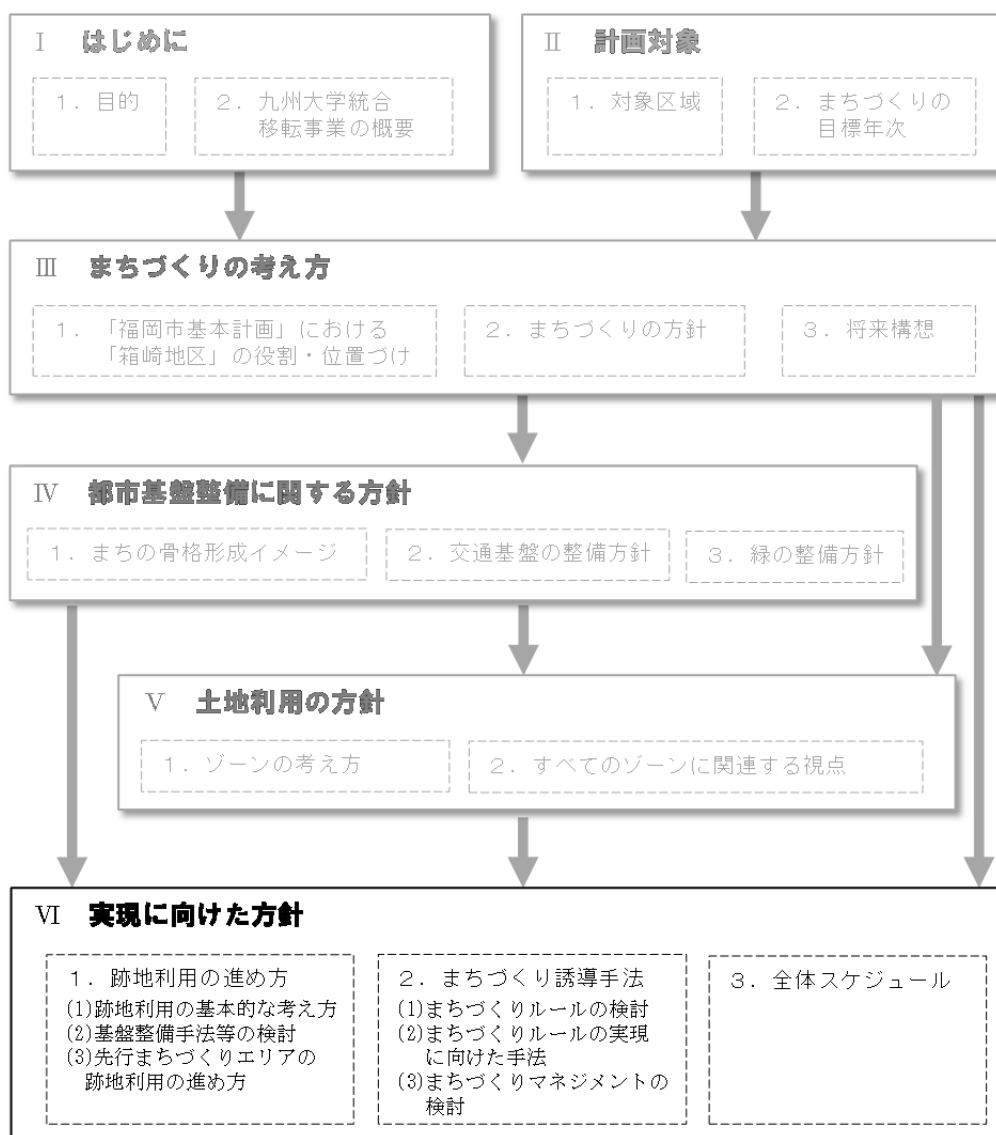 Ⅰ はじめに
1．目的
2．九州大学統合
移転事業の概要
Ⅱ 計画対象
1．対象区域
2．まちづくりの
目標年次
Ⅲ まちづくりの考え方
1．「福岡市基本計画」における
「箱崎地区」の役割・位置づけ
2．まちづくりの方針
3．将来構想
Ⅳ 都市基盤整備に関する方針
1．まちの骨格形成イメージ
2．交通基盤の整備方針
3．緑の整備方針
Ⅴ 土地利用の方針
1．ゾーンの考え方
2．すべてのゾーンに関連する視点
Ⅵ 実現に向けた方針
1．跡地利用の進め方
(1)跡地利用の基本的な考え方
(2)基盤整備手法等の検討
(3)先行まちづくりエリアの
跡地利用の進め方
2．まちづくり誘導手法
(1)まちづくりルールの検討
(2)まちづくりルールの実現
に向けた手法
(3)まちづくりマネジメントの
検討
3．全体スケジュール